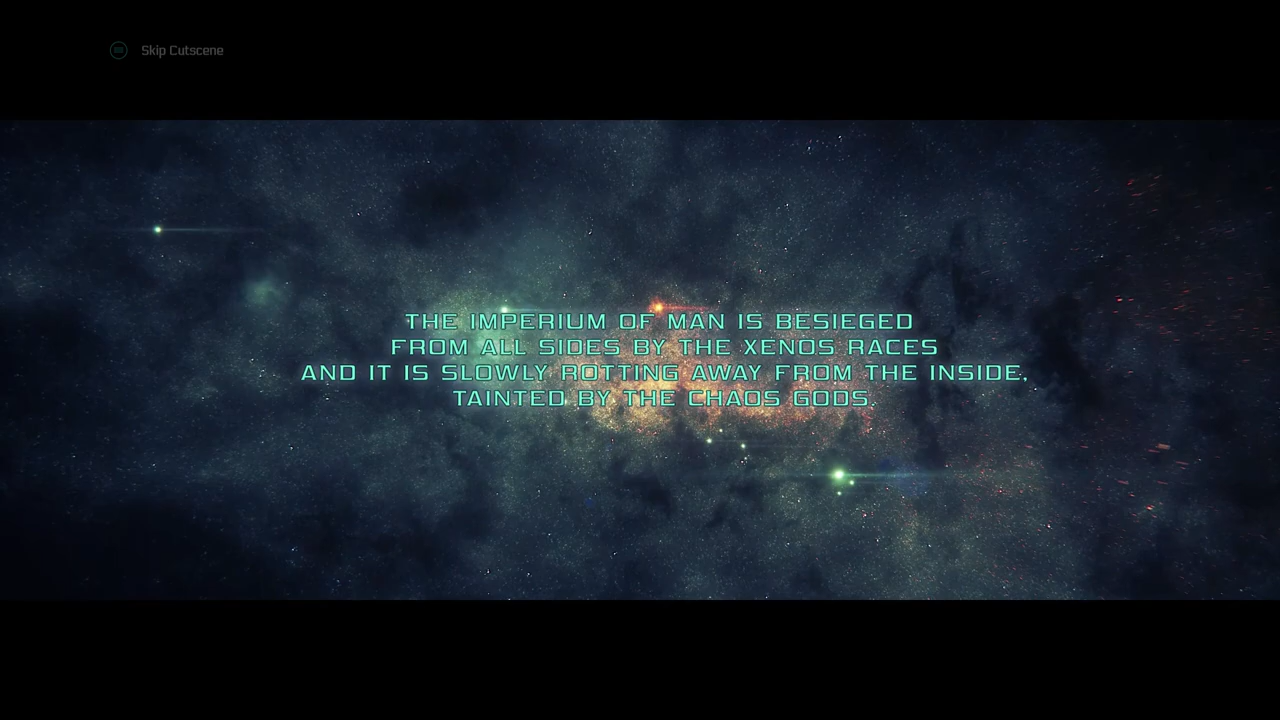 Skip Cutscene
THE IMPERIUM OF MAN IS BESIEGED
FROM ALL SIDES BY THE XENOS RACES
AND IT IS SLOWLY ROTTING AWAY FROM THE INSIDE,
TAINTED BY THE CHAOS GODS.